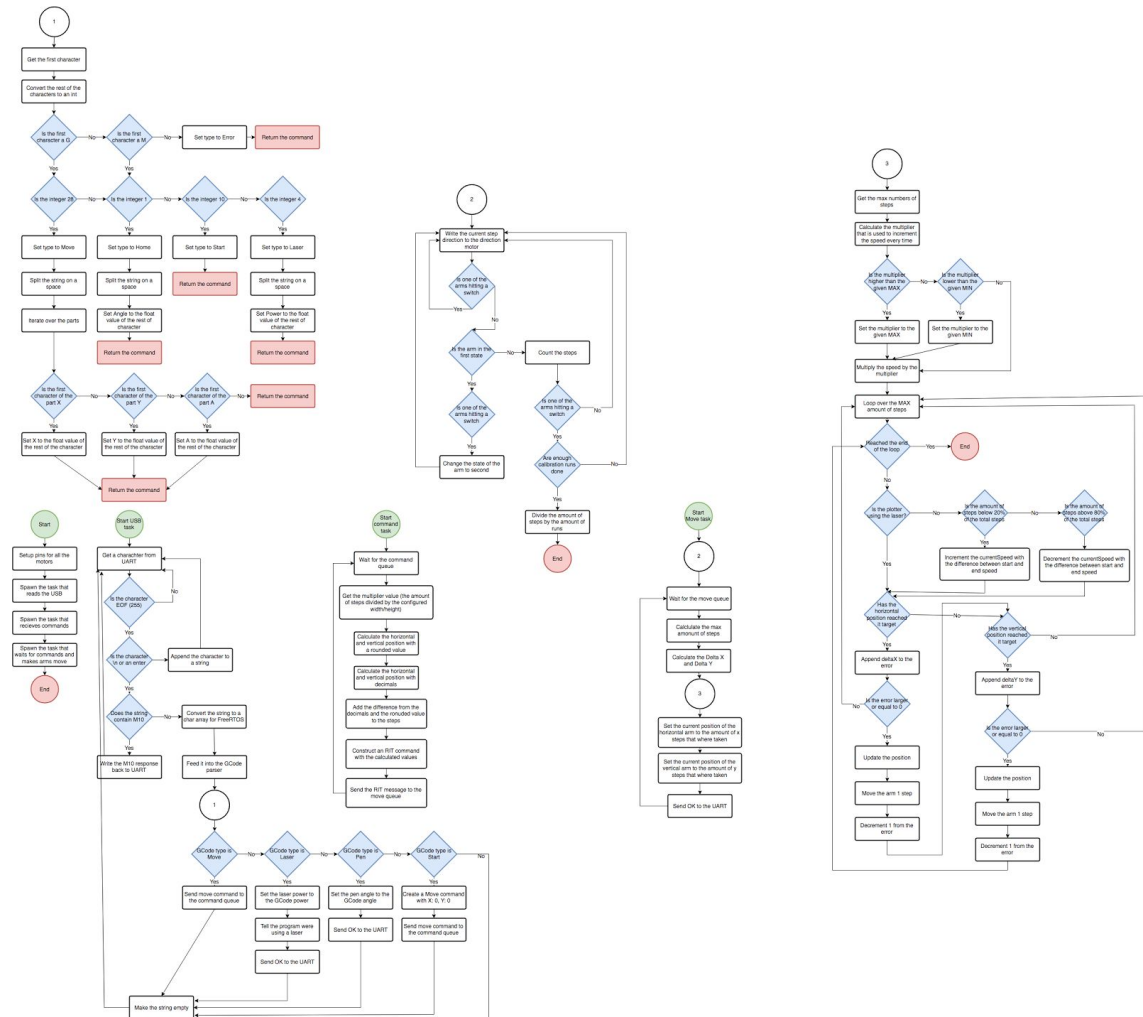 1
Get the first character
Convert the rest of the
characters to an int
Is the first
character a G
No
Is the first
character a M
No
Set type to Error
Return the command
Yes
Yes
Is the integer 28
No
Is the integer 1
No
Is the integer 10
No
Is the integer 4
Yes
Yes
Yes
Yes
Set type to Move
Set type to Home
Set type to Start
Set type to Laser
Split the string on a
space
Split the string on a
space
Return the command
Split the string on a
space
Iterate over the parts
Set Angle to the float
value of the rest of
character
Set Power to the float
value of the rest of
character
Return the command
Return the command
Is the first
character of the
part X
No
Is the first
character of the
part Y
No
Is the first
character of the
part A
No
Return the command
Yes
Yes
Yes
Set X to the float value of
the rest of the character
Set Y to the float value of
the rest of the character
Set A to the float value of
the rest of the character
Return the command
2
Write the current step
direction to the direction
motor
Is one of the
arms hitting a
switch
Yes
No
Is the arm in the
first state
No
Count the steps
Yes
Is one of the
arms hitting a
switch
Is one of the
arms hitting a
switch
No
Yes
Yes
Change the state of the
arm to second
Are enough
calibration runs
done
No
Yes
Divide the amount of
steps by the amount of
runs
End
3
Get the max numbers of
steps
Calculate the multiplier
that is used to increment
the speed every time
Is the multiplier
higher than the
given MAX
No
Is the multiplier
lower than the
given MIN
No
Yes
Yes
Set the multiplier to the
given MAX
Set the multiplier to the
given MIN
Multiply the speed by the
multiplier
Loop over the MAX
amount of steps
Reached the end
of the loop
Yes
End
No
Is the plotter
using the laser?
No
Is the amount of
Steps below 20%
of the total steps
No
Is the amount of
Steps above 80%
of the total steps
Yes
Yes
Yes
Increment the currentSpeed with
the difference between start and
end speed
Decrement the currentSpeed with
the difference between start and
end speed
Has the
horizontal
position reached
it target
No
Has the vertical
position reached
it target
No
Yes
Yes
Append deltaX to the
error
Append deltaY to the
error
Is the error larger
or equal to 0
No
Is the error larger
or equal to 0
No
Yes
Yes
Update the position
Update the position
Move the arm 1 step
Move the arm 1 step
Decrement 1 from the
error
Decrement 1 from the
error
Start
Setup pins for all the
motors
Spawn the task that
reads the USB
Spawn the task that
recieves commands
Spawn the task that
waits for commands and
makes arms move
End
Start USB
task
Get a charachter from
UART
Is the character
EOF (255)
No
Yes
Is the character
\n or an enter
Append the character to
a string
Yes
Does the string
contain M10
No
Convert the string to a
char array for FreeRTOS
Yes
Write the M10 response
back to UART
Feed it into the GCode
parser
1
GCode type is
Move
No
GCode type is
Laser
No
GCode type is
Pen
No
GCode type is
Start
No
Yes
Yes
Yes
Yes
Send move command to
the command queue
Set the laser power to
the GCode power
Set the pen angle to the
GCode angle
Create a Move command
with X: 0, Y: 0
Tell the program were
using a laser
Send OK to the UART
Send move command to
the command queue
Send OK to the UART
Make the string empty
Start
command
task
Wait for the command
queue
Get the multiplier value (the
amount of steps divided by
the configured
width/height)
Calculate the horizontal
and vertical position with
a rounded value
Calculate the horizontal
and vertical position with
decimals
Add the difference from the
decimals and the ronuded value
to the steps
Construct an RIT command
with the calculated values
Send the RIT message to
the move queue
Start
Move task
2
Wait for the move queue
Caltclulate the max
amonunt of steps
Calculate the Delta X
and Delta Y
3
Set the current position of the
horizontal arm to the amount of x
steps that where taken
Set the current position of the
vertical arm to the amount of y
steps that where taken
Send OK to the UART